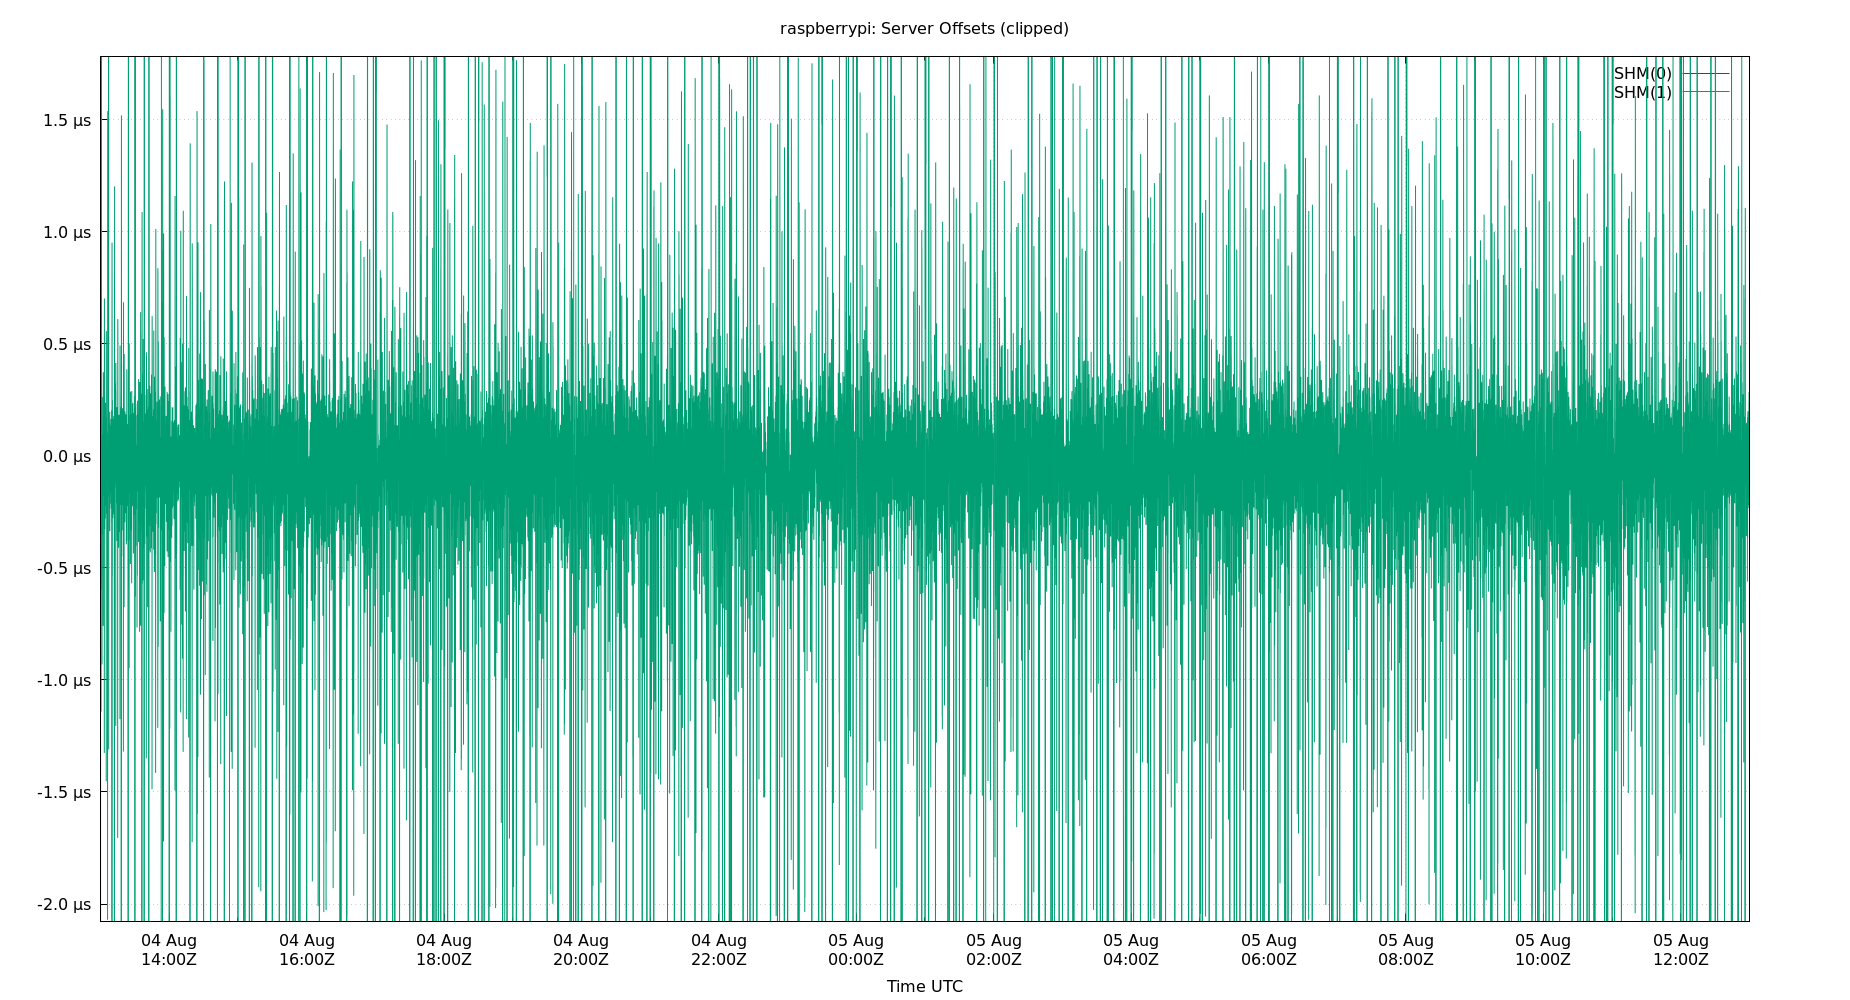 raspberrypi: Server Offsets (clipped)
SHM(0)
SHM(1)
1.5 µs
1.0 µs
0.5 µs
0.0 µs
-0.5 µs
-1.0 µs
-1.5 µs
-2.0 µs
04 Aug 04 Aug 04 Aug 04 Aug 04 Aug 05 Aug 05 Aug 05 Aug 05 Aug 05 Aug 05 Aug 05 Aug
14:00Z 16:00Z 18:00Z 20:00Z 22:00Z 00:00Z 02:00Z 04:00Z 06:00Z 08:00Z 10:00Z 12:00Z
Time UTC